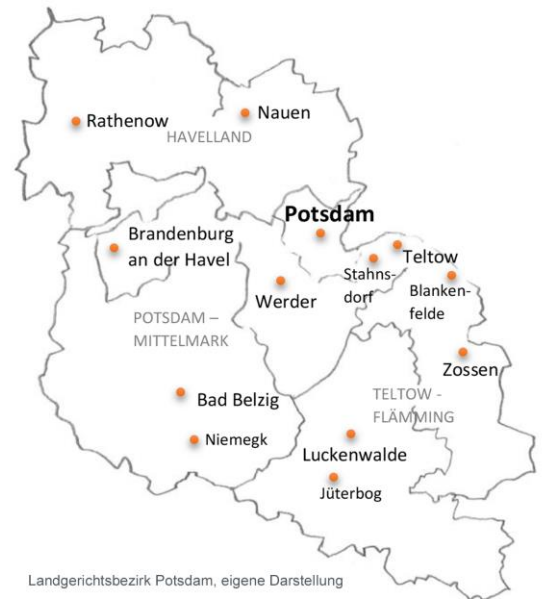 Nauen
Rathenow
HAVELLAND
Potsdam
Brandenburg
an der Havel
Teltow
Stahns-
dorf
Blanken-
felde
Werder
POTSDAM –
MITTELMARK
Zossen
TELTOW -
FLÄMMING
Bad Belzig
Niemegk
Luckenwalde
Jüterbog
Landgerichtsbezirk Potsdam, eigene Darstellung